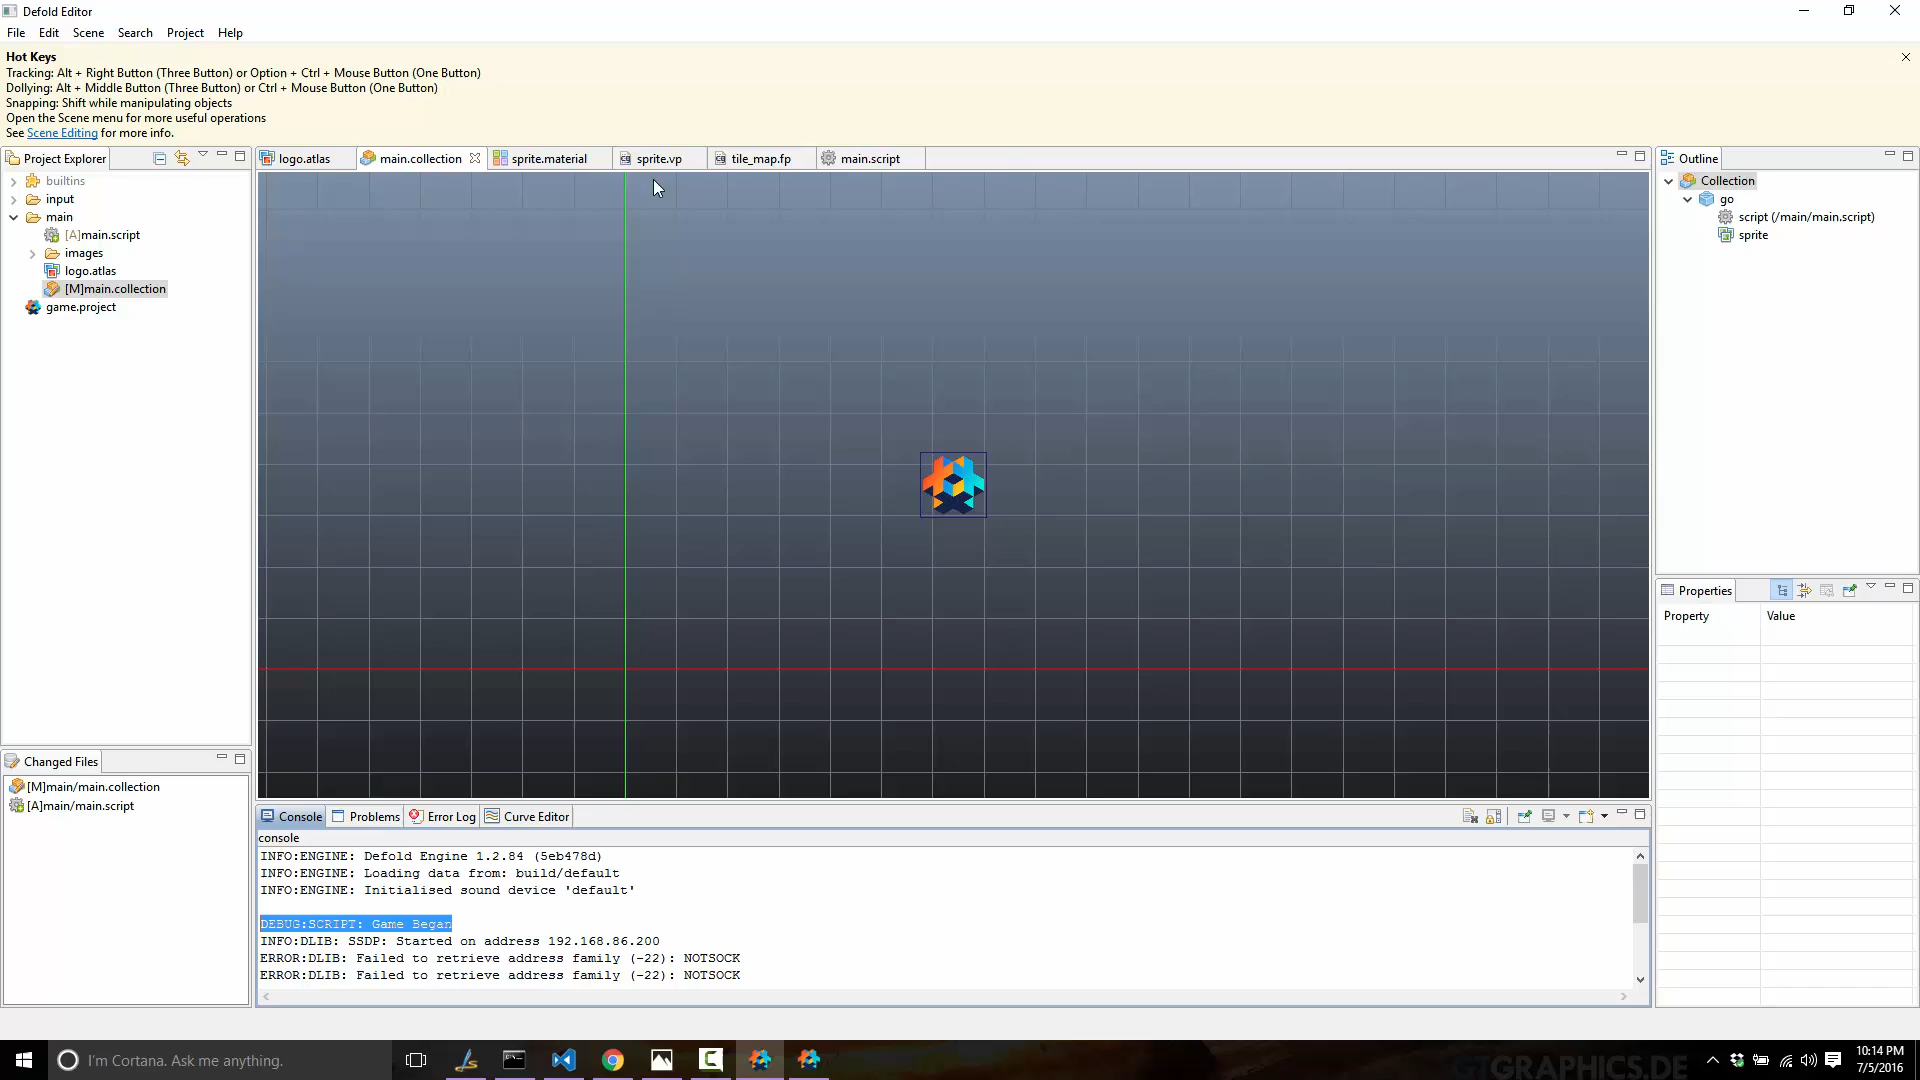 Defold Editor
File Edit Scene Search Project Help
Hot Keys
Tracking: Alt + Right Button (Three Button) or Option + Ctrl + Mouse Button (One Button)
Dollying: Alt + Middle Button (Three Button) or Ctrl + Mouse Button (One Button)
Snapping: Shift while manipulating objects
Open the Scene menu for more useful operations
See Scene Editing for more info.
Project Explorer
builtins
input
main
[A]main.script
images
logo.atlas
[M]main.collection
game.project
Changed Files
[M]main/main.collection
[A]main/main.script
logo.atlas main.collection sprite.material sprite.vp tile_map.fp main.script
Console Problems Error Log Curve Editor
console
INFO:ENGINE: Defold Engine 1.2.84 (5eb478d)
INFO:ENGINE: Loading data from: build/default
INFO:ENGINE: Initialised sound device 'default'
DEBUG:SCRIPT: Game Began
INFO:DLIB: SSDP: Started on address 192.168.86.200
ERROR:DLIB: Failed to retrieve address family (-22): NOTSOCK
ERROR:DLIB: Failed to retrieve address family (-22): NOTSOCK
Outline
Collection
go
script (/main/main.script)
sprite
Properties
Property Value
I'm Cortana. Ask me anything.
GTGRAPHICS.DE
10:14 PM
7/5/2016